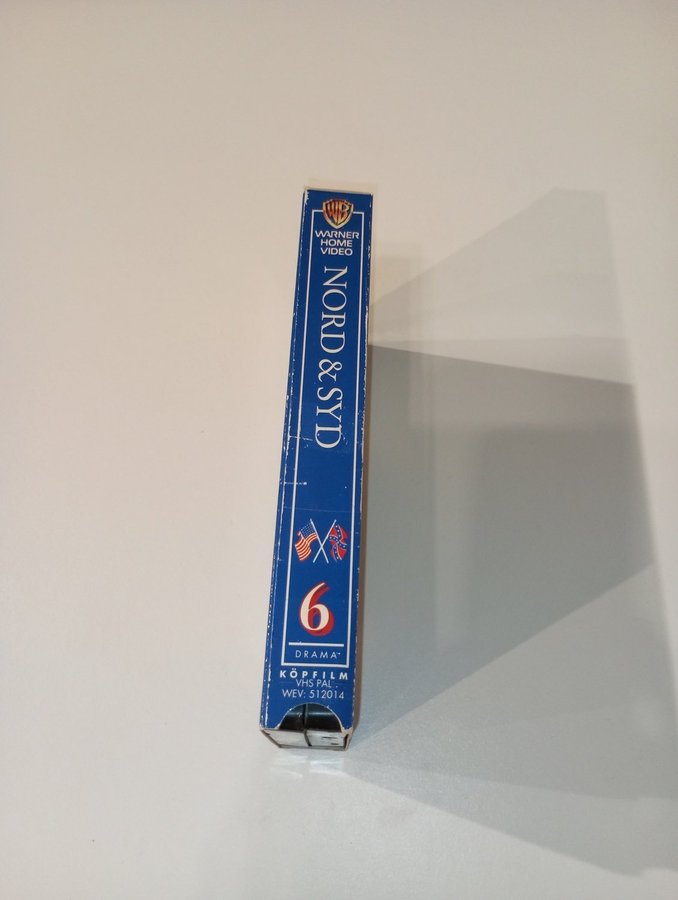 WB
WARNER
HOME
VIDEO
NORD & SYD
6
DRAMA
KÖPFILM
VHS PAL
WEV: 512014